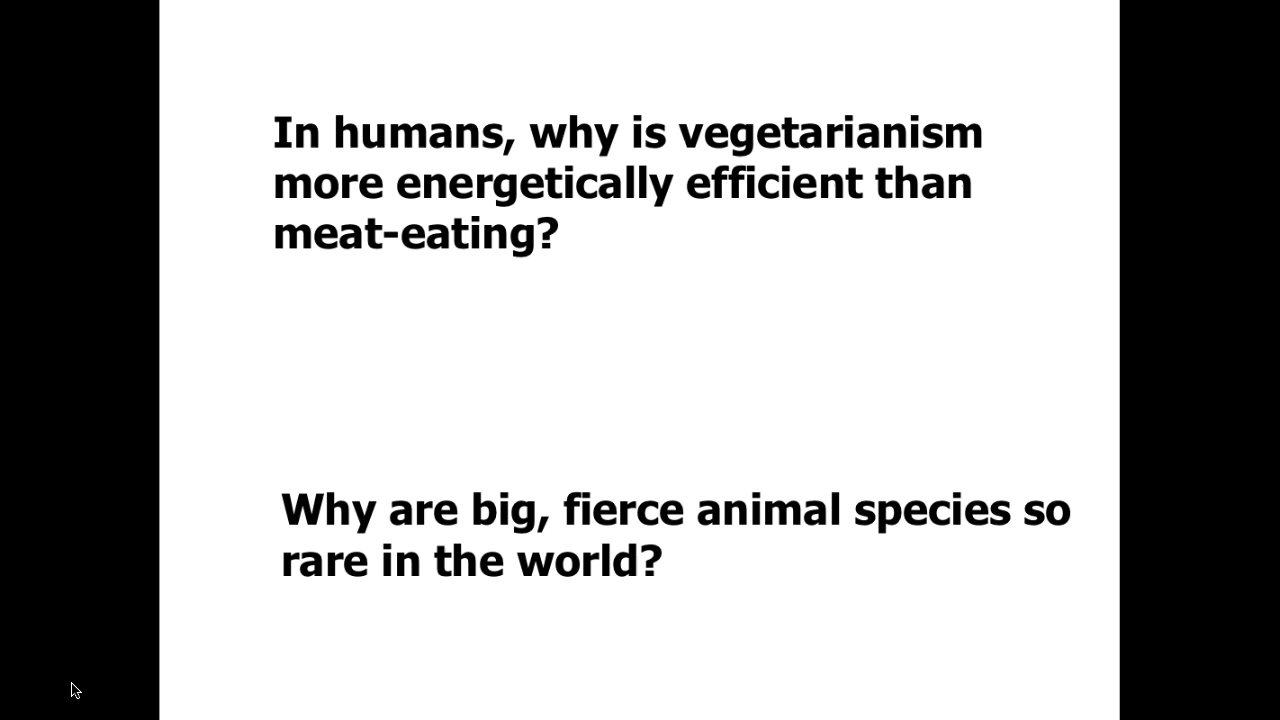 In humans, why is vegetarianism
more energetically efficient than
meat-eating?
Why are big, fierce animal species so
rare in the world?